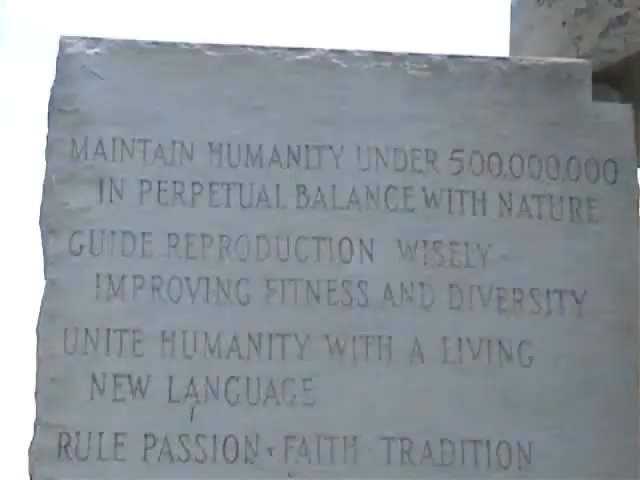 MAINTAIN HUMANITY UNDER 500,000,000
IN PERPETUAL BALANCE WITH NATURE
GUIDE REPRODUCTION WISELY -
IMPROVING FITNESS AND DIVERSITY
UNITE HUMANITY WITH A LIVING
NEW LANGUAGE
RULE PASSION - FAITH - TRADITION